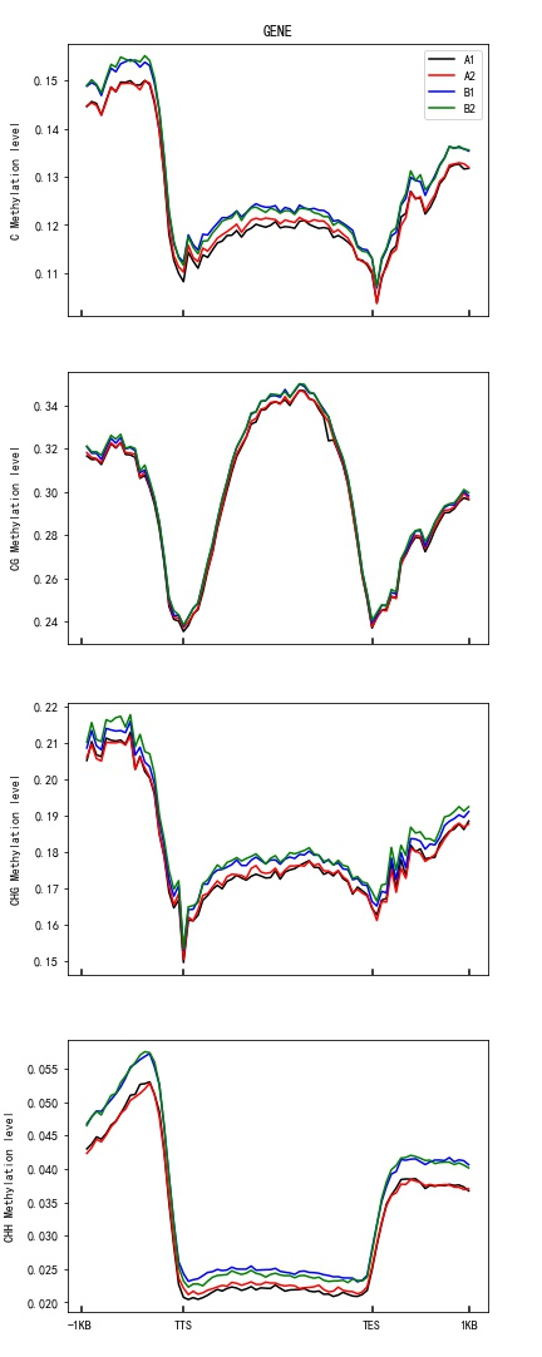 GENE
A1
A2
B1
B2
C Methylation level
0.15
0.14
0.13
0.12
0.11
CG Methylation level
0.34
0.32
0.30
0.28
0.26
0.24
CHG Methylation level
0.22
0.21
0.20
0.19
0.18
0.17
0.16
0.15
CHH Methylation level
0.055
0.050
0.045
0.040
0.035
0.030
0.025
0.020
−1KB TTS TES 1KB